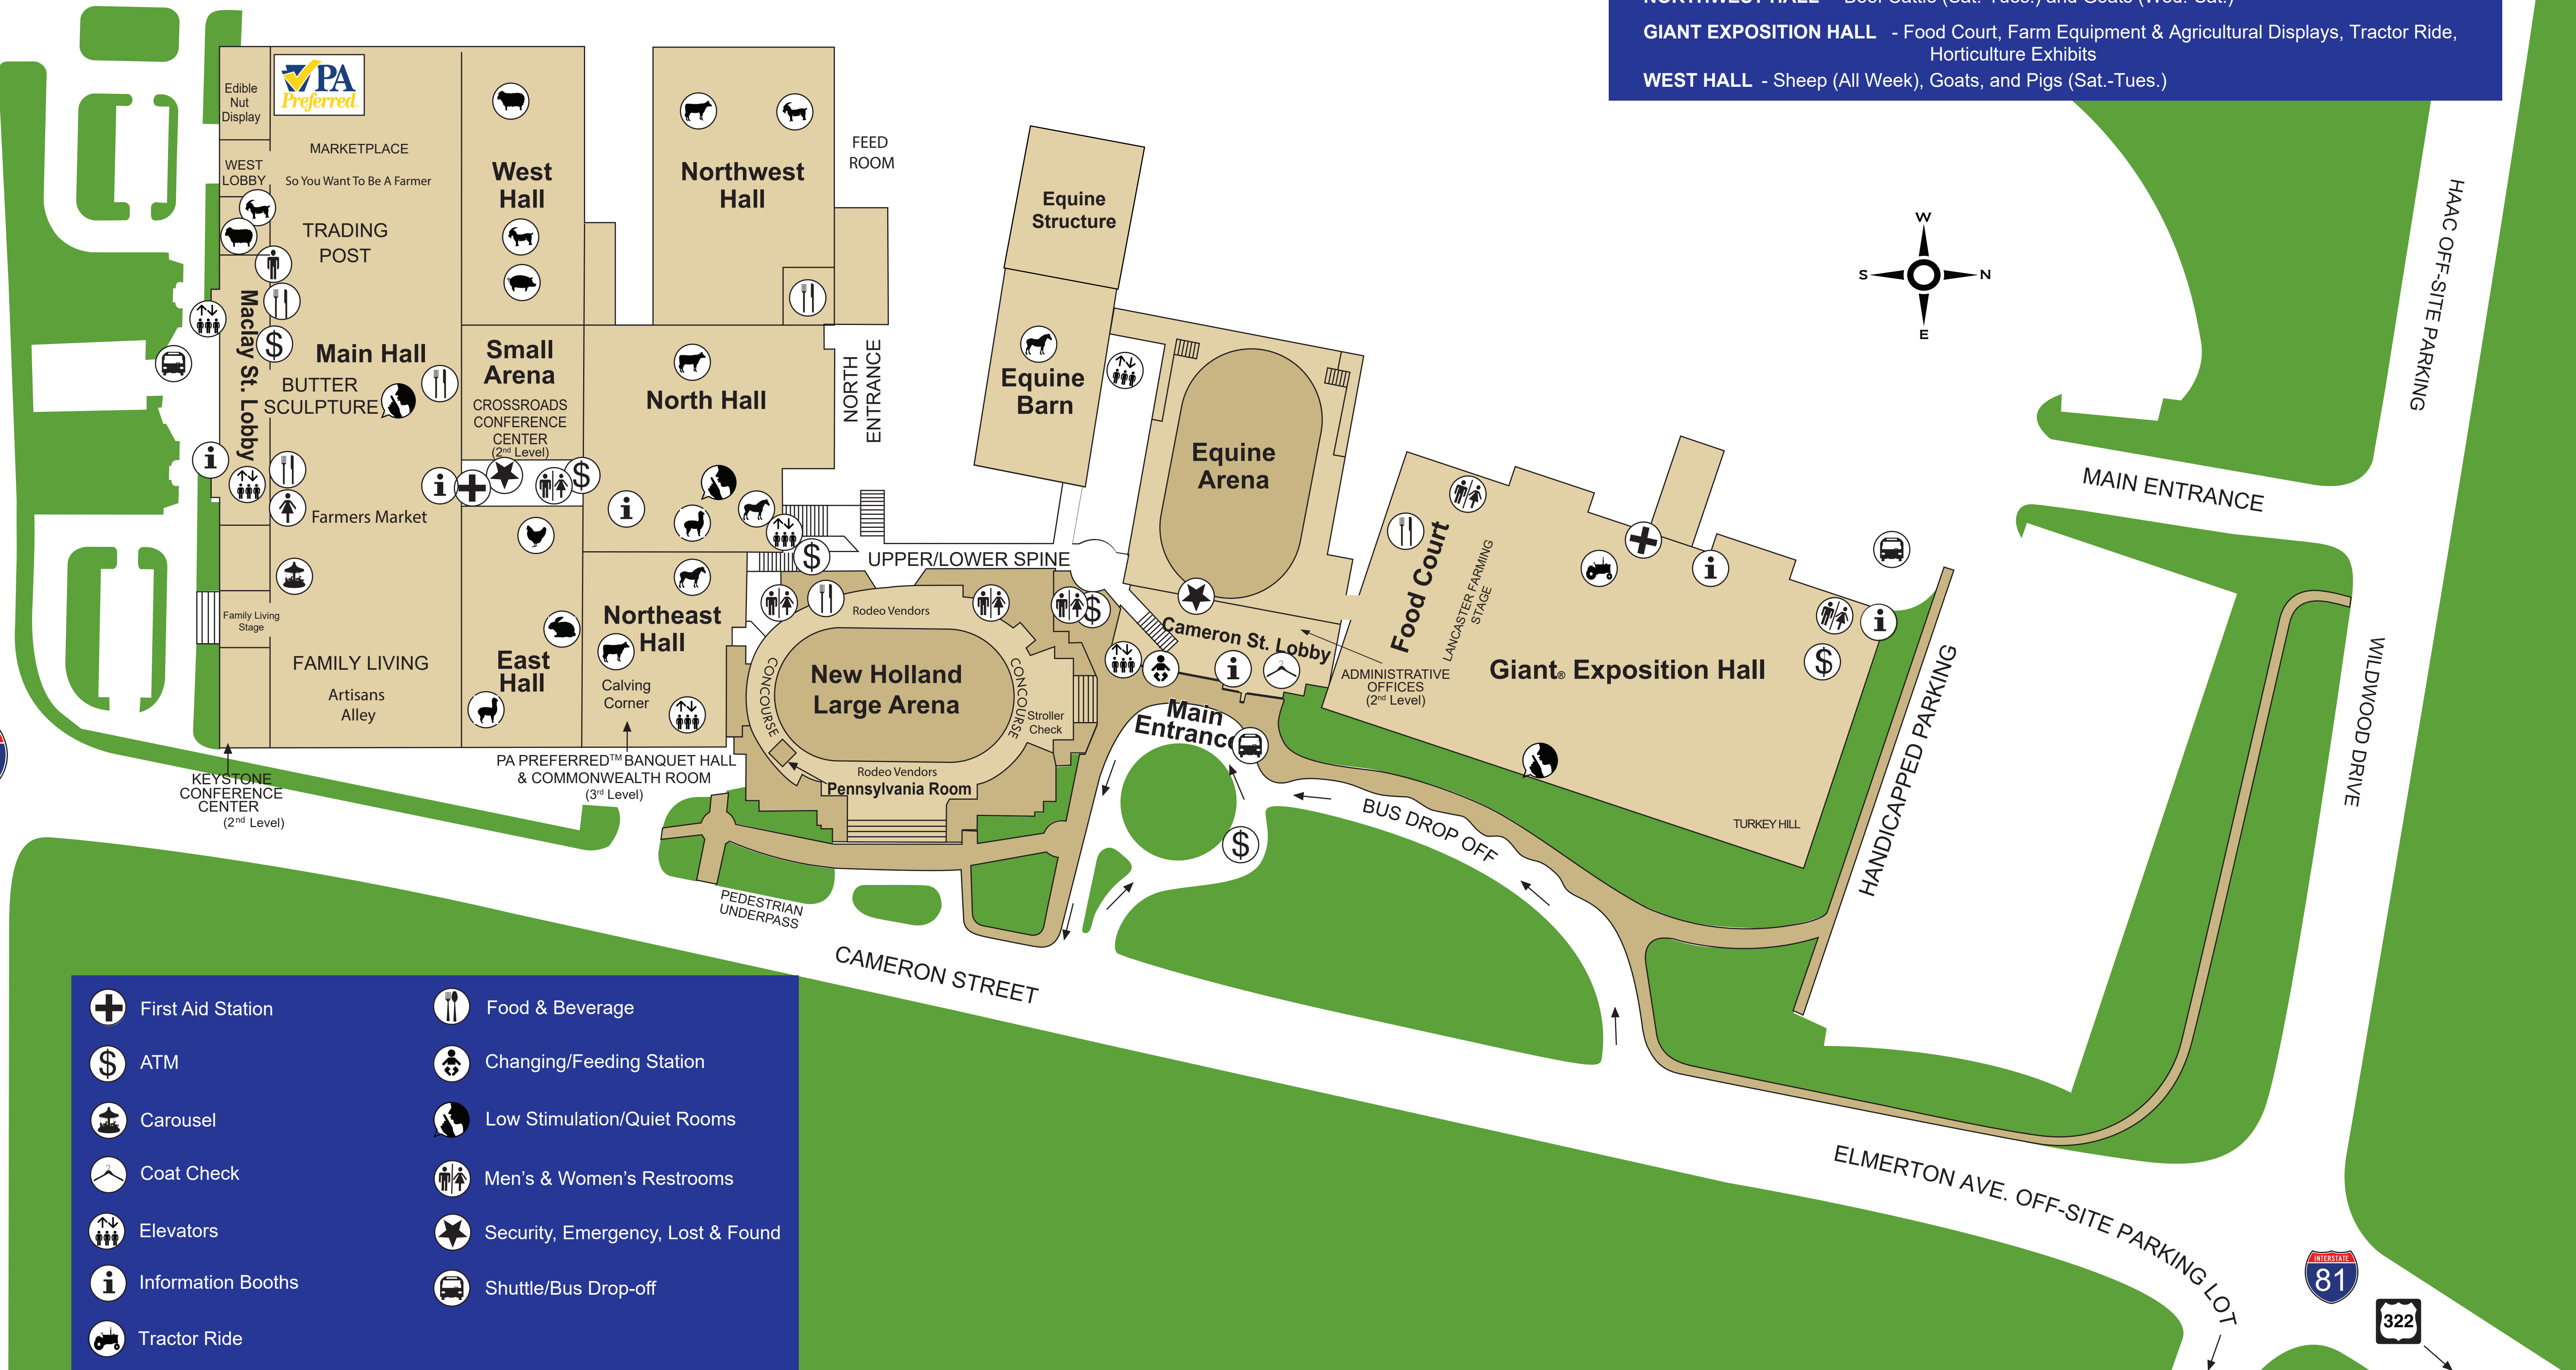 NORTHWEST HALL - Beef Cattle (Sat.-Tues.) and Goats (Wed.-Sat.)
GIANT EXPOSITION HALL - Food Court, Farm Equipment & Agricultural Displays, Tractor Ride,
Horticulture Exhibits
WEST HALL - Sheep (All Week), Goats, and Pigs (Sat.-Tues.)
Edible
Nut
Display
PA
Preferred
MARKETPLACE
WEST
LOBBY
So You Want To Be A Farmer
TRADING
POST
Maclay St. Lobby
Main Hall
BUTTER
SCULPTURE
Farmers Market
Family Living
Stage
FAMILY LIVING
Artisans
Alley
KEYSTONE
CONFERENCE
CENTER
(2nd Level)
West
Hall
Small
Arena
CROSSROADS
CONFERENCE
CENTER
(2nd Level)
East
Hall
Northwest
Hall
FEED
ROOM
North Hall
NORTH
ENTRANCE
Northeast
Hall
Calving
Corner
PA PREFERRED™ BANQUET HALL
& COMMONWEALTH ROOM
(3rd Level)
UPPER/LOWER SPINE
Rodeo Vendors
New Holland
Large Arena
CONCOURSE
CONCOURSE
Stroller
Check
Rodeo Vendors
Pennsylvania Room
Equine
Structure
Equine
Barn
Equine
Arena
Cameron St. Lobby
ADMINISTRATIVE
OFFICES
(2nd Level)
Main
Entrance
Food Court
LANCASTER FARMING
STAGE
Giant® Exposition Hall
TURKEY HILL
W
S
N
E
HAAC OFF-SITE PARKING
MAIN ENTRANCE
WILDWOOD DRIVE
HANDICAPPED PARKING
BUS DROP OFF
PEDESTRIAN
UNDERPASS
CAMERON STREET
ELMERTON AVE. OFF-SITE PARKING LOT
INTERSTATE
81
322
First Aid Station
ATM
Carousel
Coat Check
Elevators
Information Booths
Tractor Ride
Food & Beverage
Changing/Feeding Station
Low Stimulation/Quiet Rooms
Men's & Women's Restrooms
Security, Emergency, Lost & Found
Shuttle/Bus Drop-off